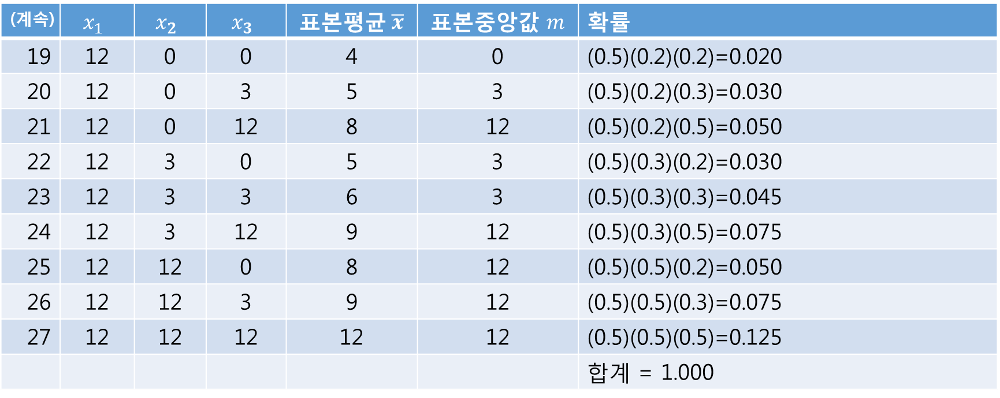 (계속) x₁ x₂ x₃ 표본평균 x̅ 표본중앙값 m 확률
19 12 0 0 4 0 (0.5)(0.2)(0.2)=0.020
20 12 0 3 5 3 (0.5)(0.2)(0.3)=0.030
21 12 0 12 8 12 (0.5)(0.2)(0.5)=0.050
22 12 3 0 5 3 (0.5)(0.3)(0.2)=0.030
23 12 3 3 6 3 (0.5)(0.3)(0.3)=0.045
24 12 3 12 9 12 (0.5)(0.3)(0.5)=0.075
25 12 12 0 8 12 (0.5)(0.5)(0.2)=0.050
26 12 12 3 9 12 (0.5)(0.5)(0.3)=0.075
27 12 12 12 12 12 (0.5)(0.5)(0.5)=0.125
합계 = 1.000